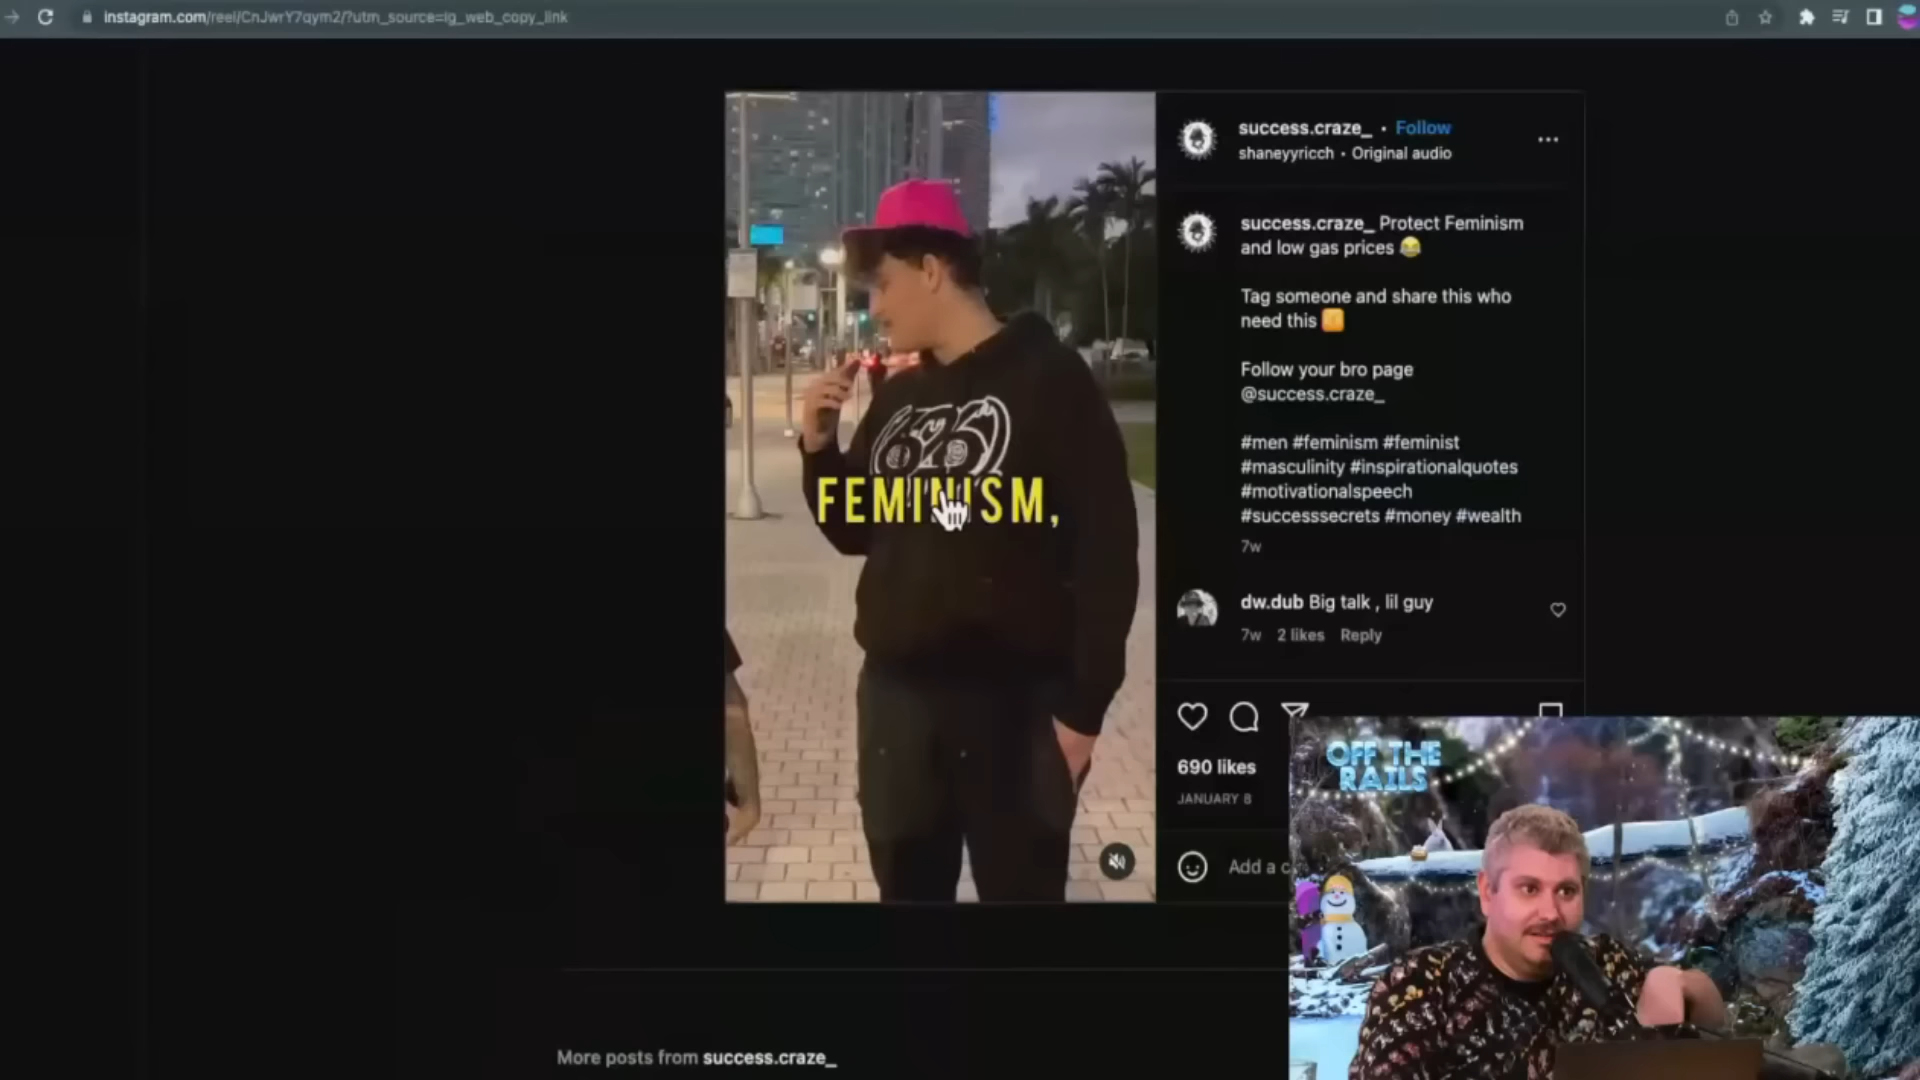 instagram.com/reel/CnJwrY7qym2/?utm_source=ig_web_copy_link
success.craze_ • Follow
shaneyyricch • Original audio
success.craze_ Protect Feminism
and low gas prices 😂
Tag someone and share this who
need this
Follow your bro page
@success.craze_
#men #feminism #feminist
#masculinity #inspirationalquotes
#motivationalspeech
#successsecrets #money #wealth
7w
FEMINISM,
dw.dub Big talk , lil guy
7w 2 likes Reply
690 likes
JANUARY 8
Add a c
OFF THE
RAILS
More posts from success.craze_